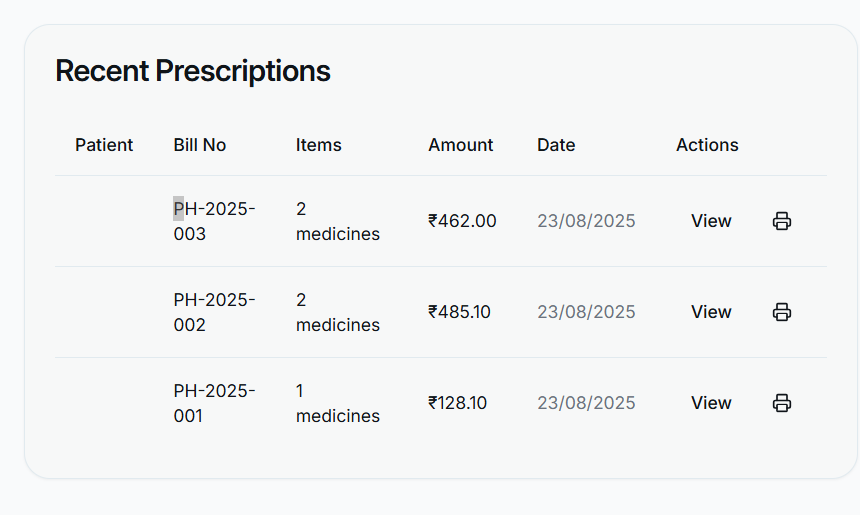 Recent Prescriptions
Patient Bill No Items Amount Date Actions
PH-2025- 2
003 medicines ₹462.00 23/08/2025 View
PH-2025- 2
002 medicines ₹485.10 23/08/2025 View
PH-2025- 1
001 medicines ₹128.10 23/08/2025 View